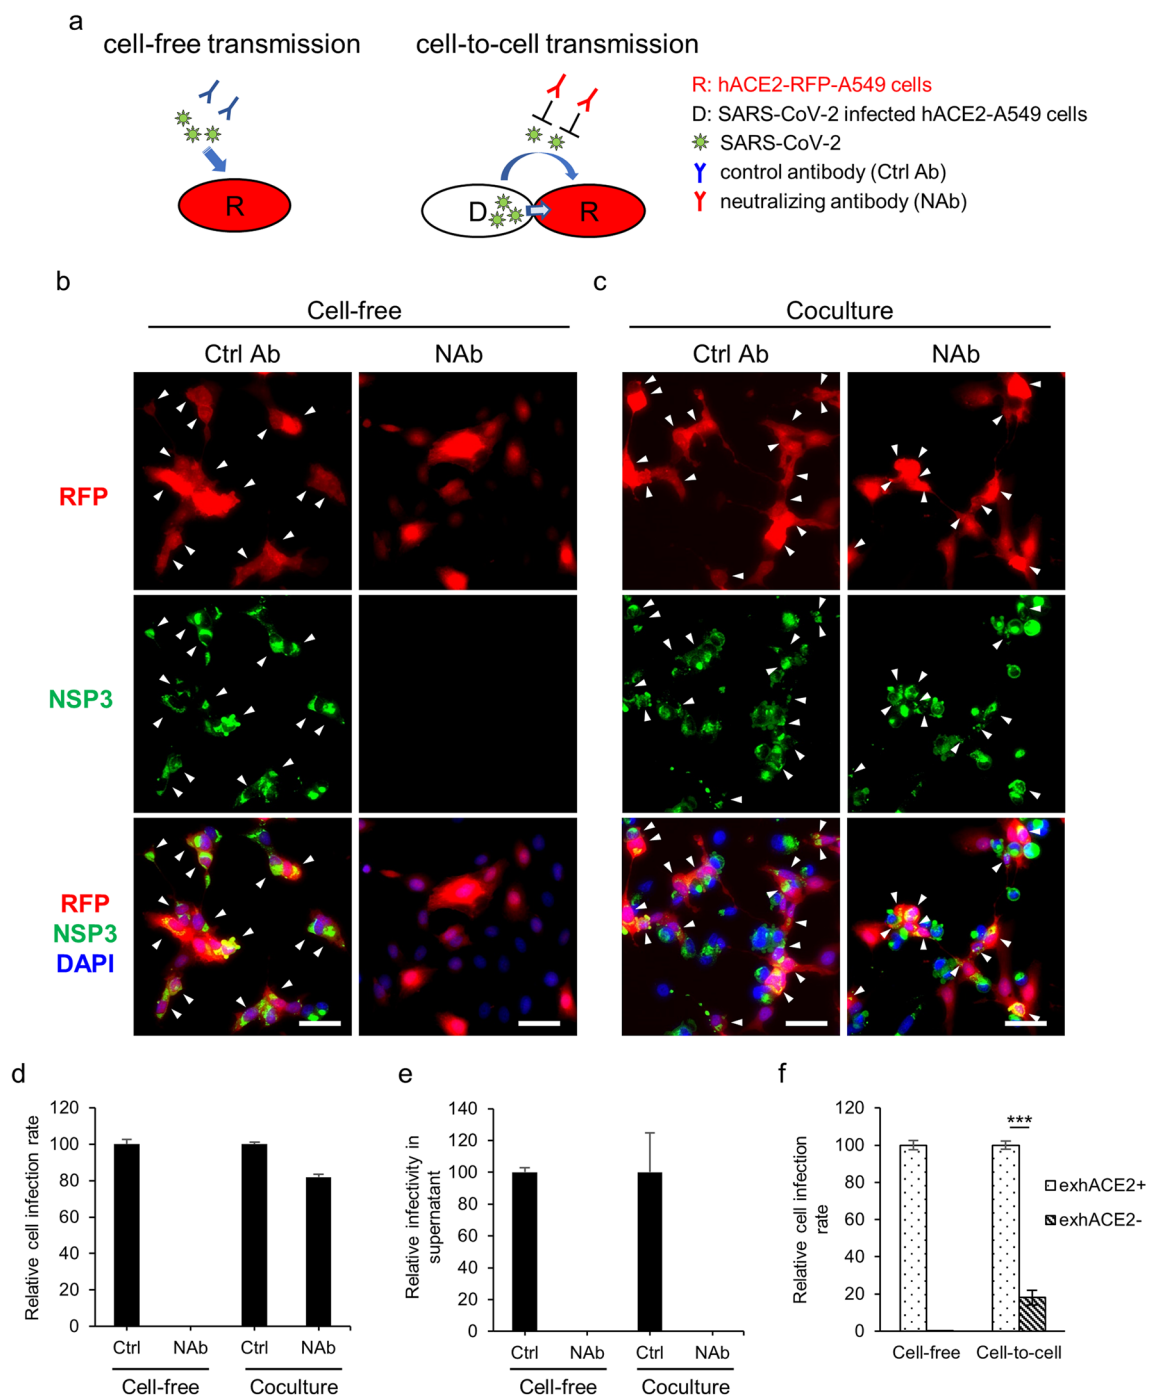 a
cell-free transmission
cell-to-cell transmission
R
D
R
R: hACE2-RFP-A549 cells
D: SARS-CoV-2 infected hACE2-A549 cells
SARS-CoV-2
control antibody (Ctrl Ab)
neutralizing antibody (NAb)
b
Cell-free
Ctrl Ab
NAb
c
Coculture
Ctrl Ab
NAb
RFP
NSP3
RFP
NSP3
DAPI
d
Relative cell infection rate
120
100
80
60
40
20
0
Ctrl
NAb
Ctrl
NAb
Cell-free
Coculture
e
Relative infectivity in
supernatant
140
120
100
80
60
40
20
0
Ctrl
NAb
Ctrl
NAb
Cell-free
Coculture
f
Relative cell infection
rate
120
100
80
60
40
20
0
***
exhACE2+
exhACE2-
Cell-free
Cell-to-cell